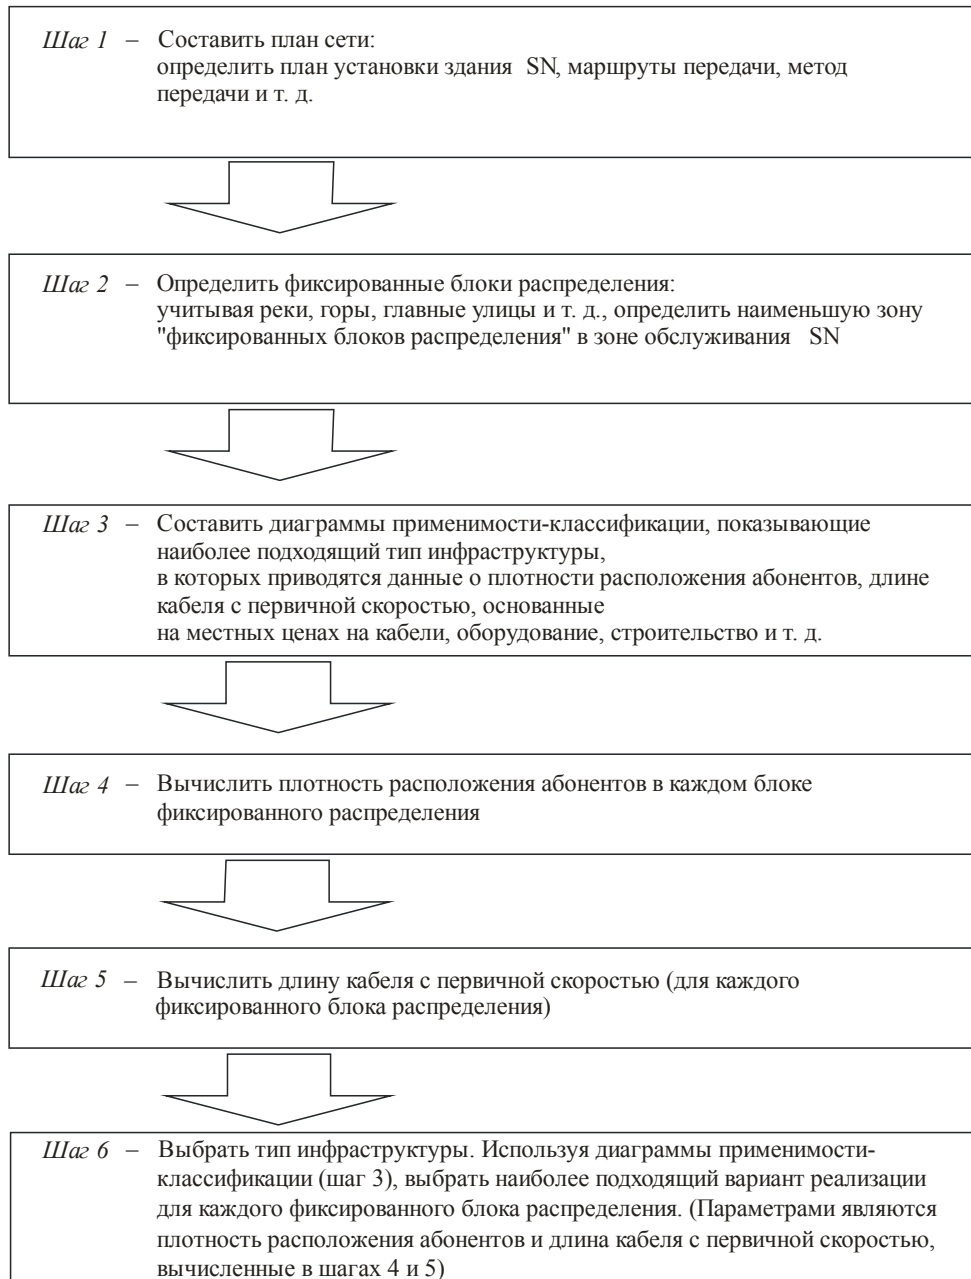 Шаг 1 – Составить план сети:
определить план установки здания SN, маршруты передачи, метод
передачи и т. д.
Шаг 2 – Определить фиксированные блоки распределения:
учитывая реки, горы, главные улицы и т. д., определить наименьшую зону
"фиксированных блоков распределения" в зоне обслуживания SN
Шаг 3 – Составить диаграммы применимости-классификации, показывающие
наиболее подходящий тип инфраструктуры,
в которых приводятся данные о плотности расположения абонентов, длине
кабеля с первичной скоростью, основанные
на местных ценах на кабели, оборудование, строительство и т. д.
Шаг 4 – Вычислить плотность расположения абонентов в каждом блоке
фиксированного распределения
Шаг 5 – Вычислить длину кабеля с первичной скоростью (для каждого
фиксированного блока распределения)
Шаг 6 – Выбрать тип инфраструктуры. Используя диаграммы применимости-
классификации (шаг 3), выбрать наиболее подходящий вариант реализации
для каждого фиксированного блока распределения. (Параметрами являются
плотность расположения абонентов и длина кабеля с первичной скоростью,
вычисленные в шагах 4 и 5)